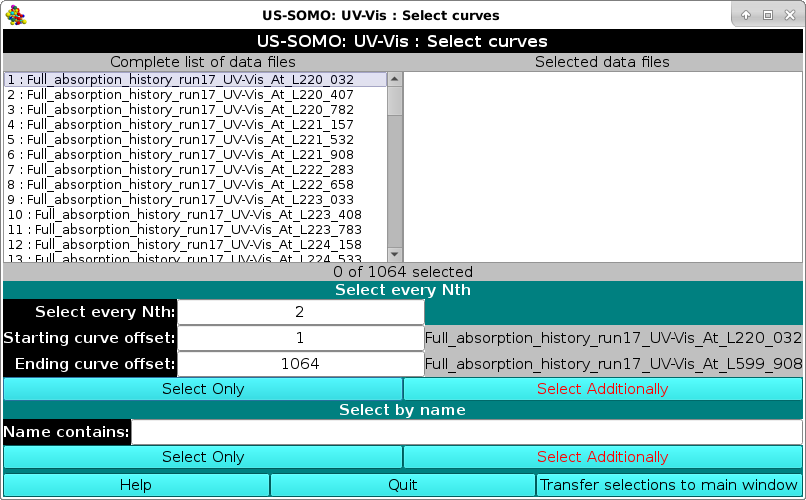 US-SOMO: UV-Vis : Select curves
US-SOMO: UV-Vis : Select curves
Complete list of data files
Selected data files
1 : Full_absorption_history_run17_UV-Vis_At_L220_032
2 : Full_absorption_history_run17_UV-Vis_At_L220_407
3 : Full_absorption_history_run17_UV-Vis_At_L220_782
4 : Full_absorption_history_run17_UV-Vis_At_L221_157
5 : Full_absorption_history_run17_UV-Vis_At_L221_532
6 : Full_absorption_history_run17_UV-Vis_At_L221_908
7 : Full_absorption_history_run17_UV-Vis_At_L222_283
8 : Full_absorption_history_run17_UV-Vis_At_L222_658
9 : Full_absorption_history_run17_UV-Vis_At_L223_033
10 : Full_absorption_history_run17_UV-Vis_At_L223_408
11 : Full_absorption_history_run17_UV-Vis_At_L223_783
12 : Full_absorption_history_run17_UV-Vis_At_L224_158
13 : Full_absorption_history_run17_UV-Vis_At_L224_533
0 of 1064 selected
Select every Nth
Select every Nth: 2
Starting curve offset: 1 Full_absorption_history_run17_UV-Vis_At_L220_032
Ending curve offset: 1064 Full_absorption_history_run17_UV-Vis_At_L599_908
Select Only Select Additionally
Select by name
Name contains:
Select Only Select Additionally
Help Quit Transfer selections to main window